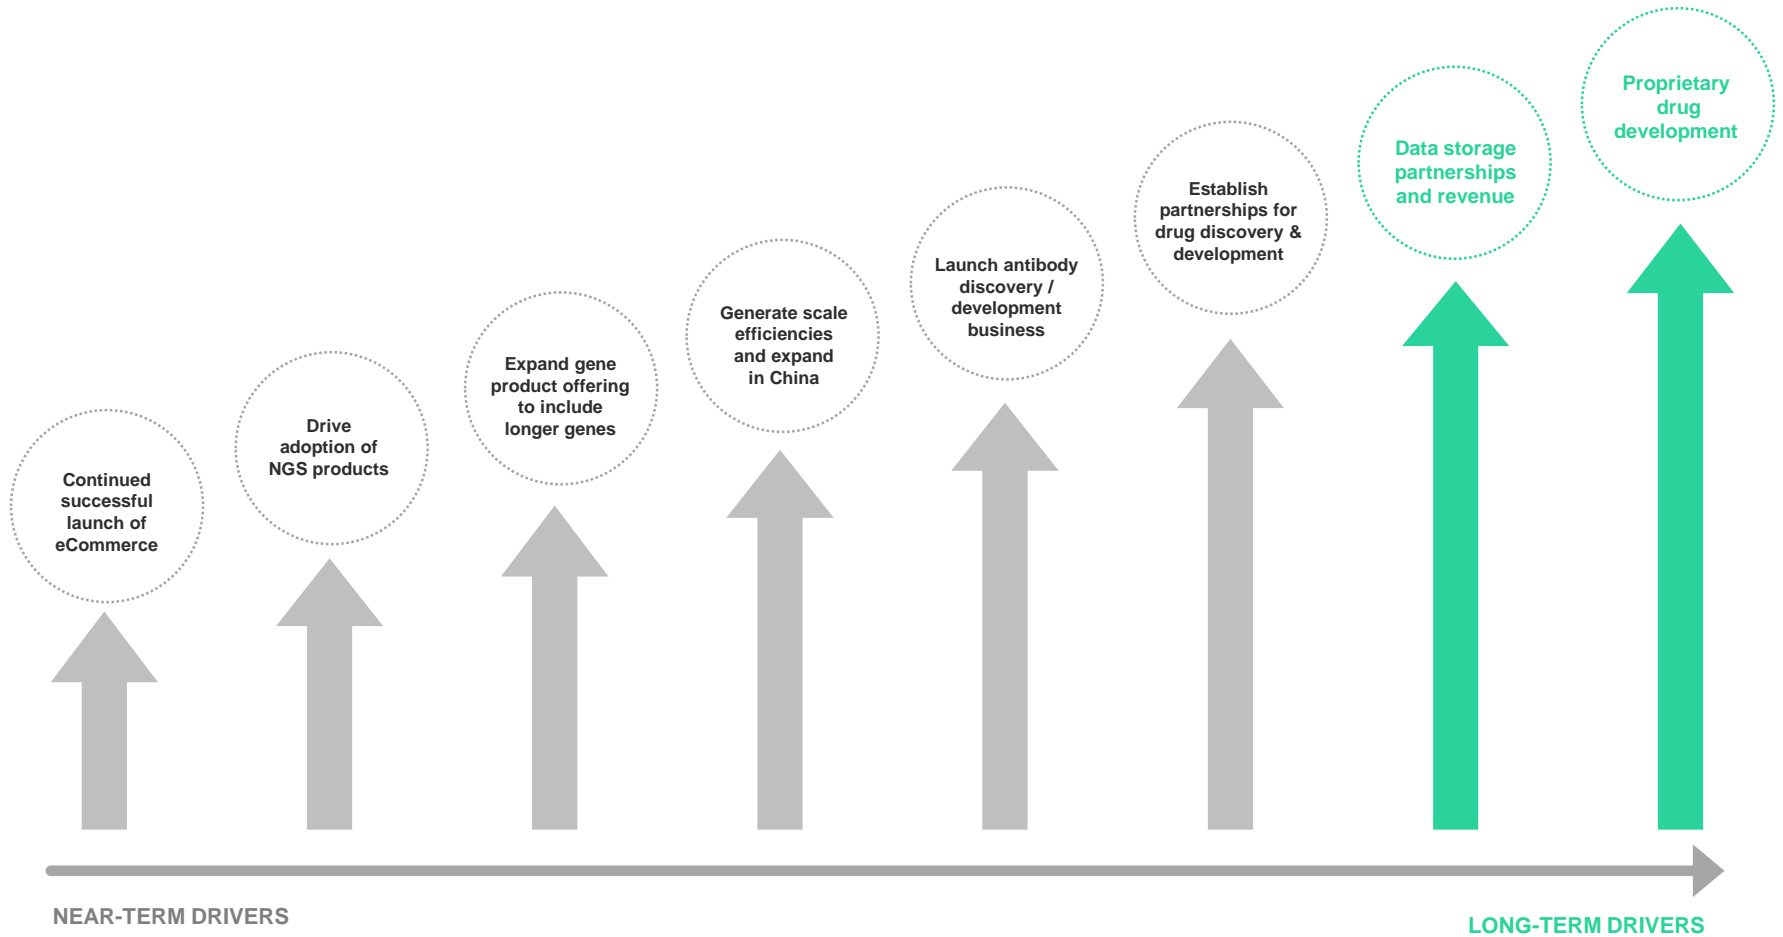 Continued
successful
launch of
eCommerce
Drive
adoption of
NGS products
Expand gene
product offering
to include
longer genes
Generate scale
efficiencies
and expand
in China
Launch antibody
discovery /
development
business
Establish
partnerships for
drug discovery &
development
Data storage
partnerships
and revenue
Proprietary
drug
development
NEAR-TERM DRIVERS
LONG-TERM DRIVERS